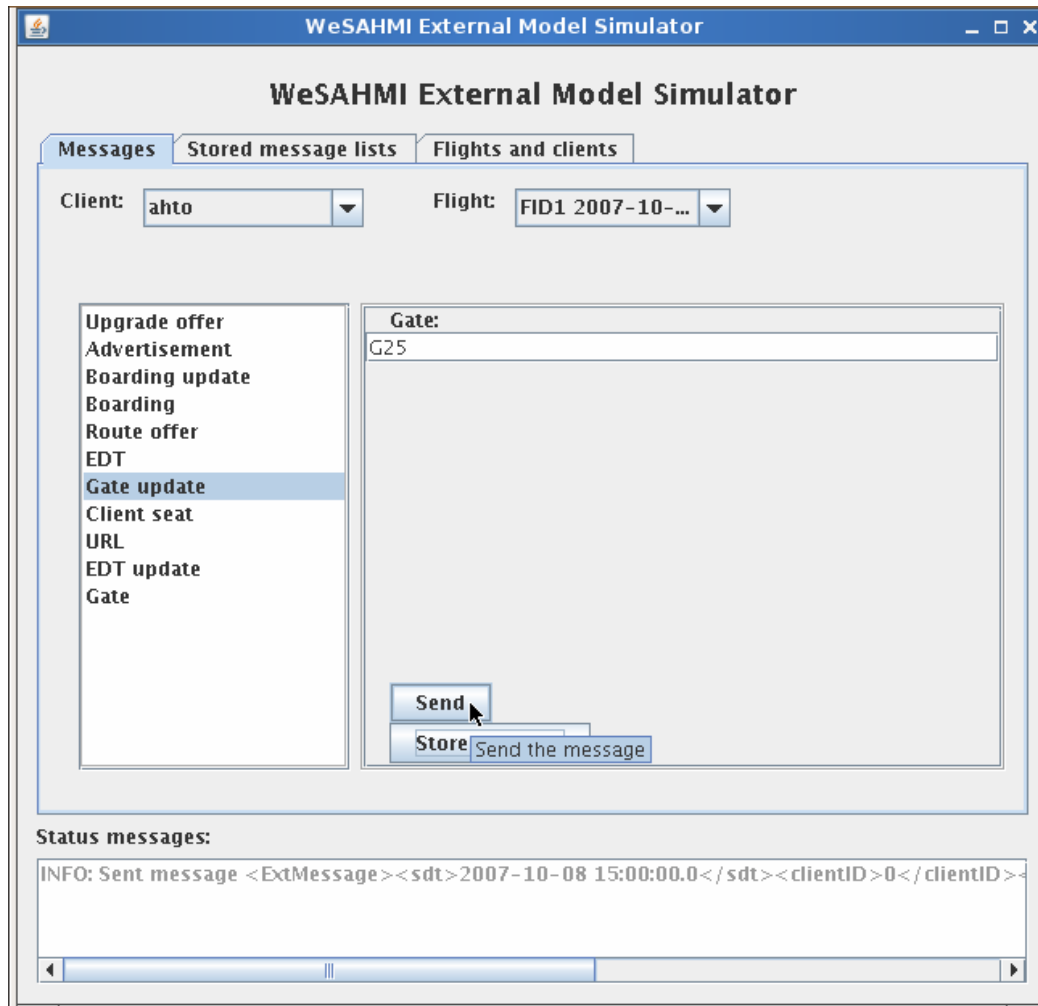 WeSAHMI External Model Simulator
WeSAHMI External Model Simulator
Messages Stored message lists Flights and clients
Client: ahto Flight: FID1 2007-10-...
Upgrade offer
Advertisement
Boarding update
Boarding
Route offer
EDT
Gate update
Client seat
URL
EDT update
Gate
Gate:
G25
Send
Store
Send the message
Status messages:
INFO: Sent message <ExtMessage><sdt>2007-10-08 15:00:00.0</sdt><clientID>0</clientID><